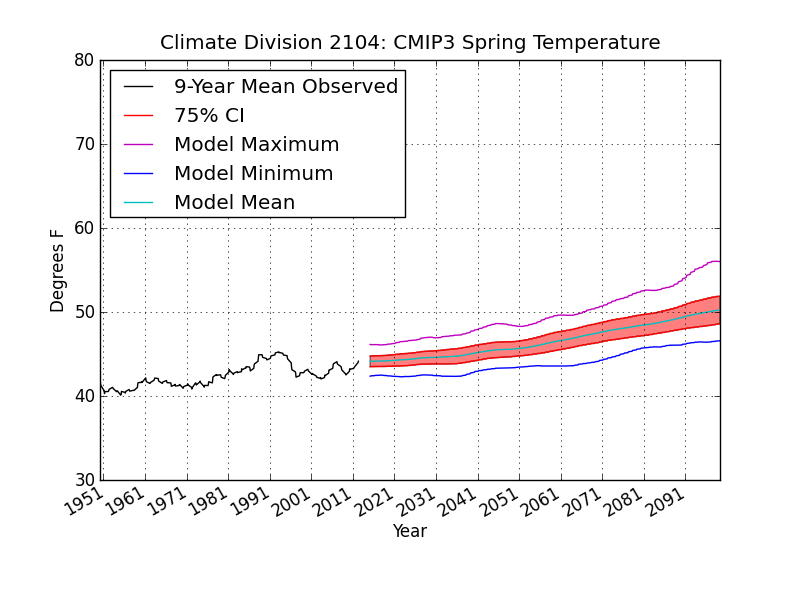 Climate Division 2104: CMIP3 Spring Temperature
80
70
60
50
40
30
Degrees F
9-Year Mean Observed
75% CI
Model Maximum
Model Minimum
Model Mean
1951 1961 1971 1981 1991 2001 2011 2021 2031 2041 2051 2061 2071 2081 2091
Year